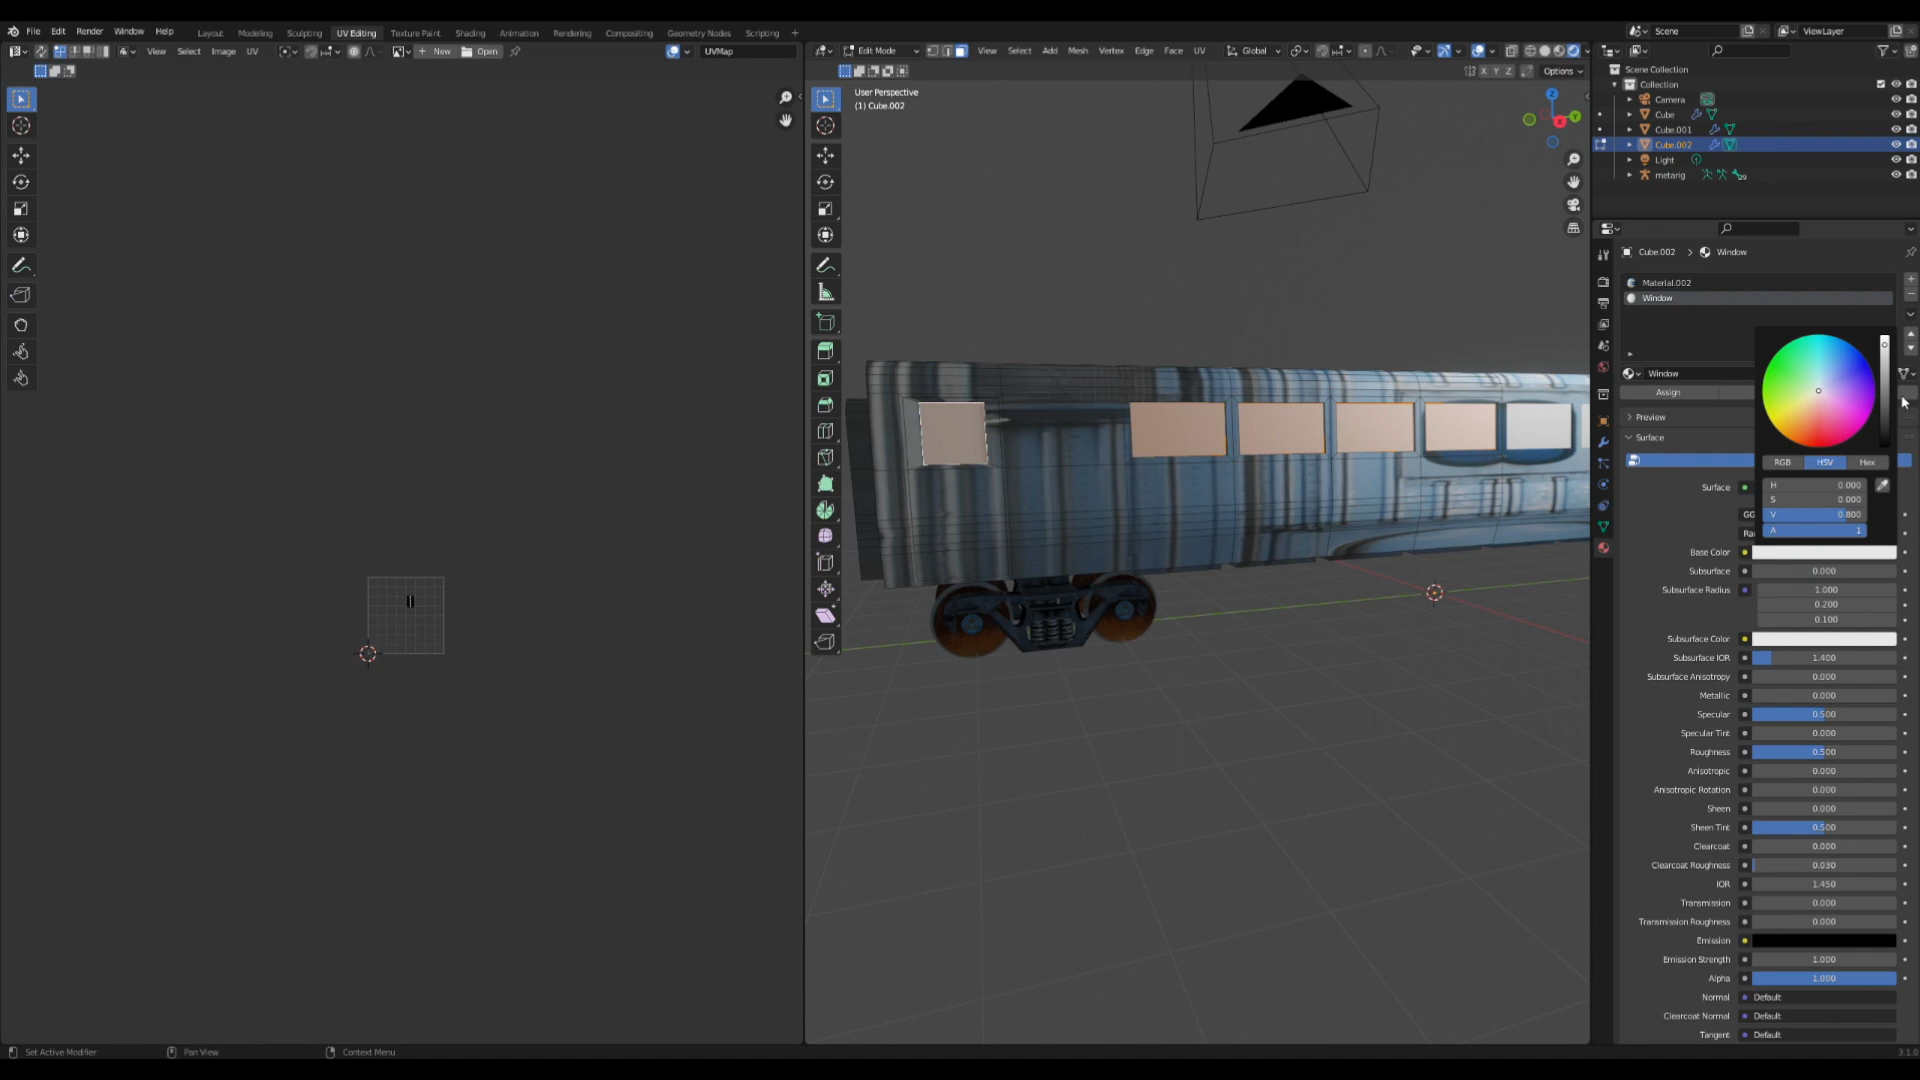 File Edit Render Window Help Layout Modeling Sculpting UV Editing Texture Paint Shading Animation Rendering Compositing Geometry Nodes Scripting + Scene ViewLayer
View Select Image UV + New Open UVMap Edit Mode View Select Add Mesh Vertex Edge Face UV Global
X Y Z Options
User Perspective
(1) Cube.002
Scene Collection
Collection
Camera
Cube
Cube.001
Cube.002
Light
metarig
Cube.002 > Window
Material.002
Window
Window
Assign
Preview
Surface
RGB HSV Hex
H 0.000
S 0.000
V 0.800
A 1
Surface
GG
Ra
Base Color
Subsurface 0.000
Subsurface Radius 1.000
0.200
0.100
Subsurface Color
Subsurface IOR 1.400
Subsurface Anisotropy 0.000
Metallic 0.000
Specular 0.500
Specular Tint 0.000
Roughness 0.500
Anisotropic 0.000
Anisotropic Rotation 0.000
Sheen 0.000
Sheen Tint 0.500
Clearcoat 0.000
Clearcoat Roughness 0.030
IOR 1.450
Transmission 0.000
Transmission Roughness 0.000
Emission
Emission Strength 1.000
Alpha 1.000
Normal Default
Clearcoat Normal Default
Tangent Default
Set Active Modifier Pan View Context Menu 3.1.0